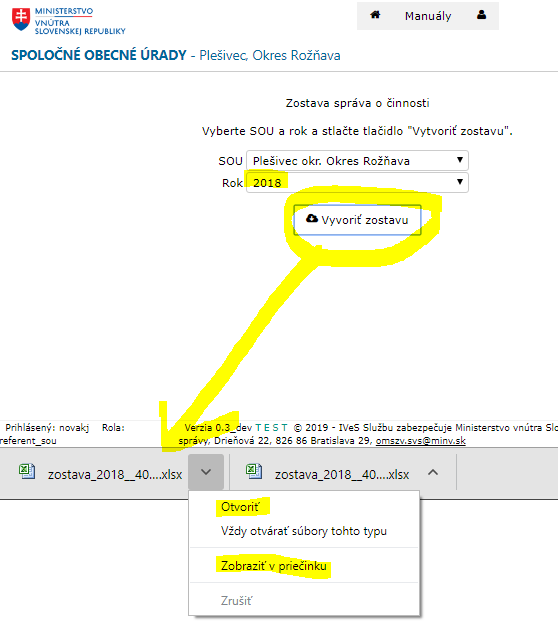 MINISTERSTVO
VNÚTRA
SLOVENSKEJ REPUBLIKY
Manuály
SPOLOČNÉ OBECNÉ ÚRADY - Plešivec, Okres Rožňava
Zostava správa o činnosti
Vyberte SOU a rok a stlačte tlačidlo "Vytvoriť zostavu".
SOU Plešivec okr. Okres Rožňava
Rok 2018
Vyvoriť zostavu
Prihlásený: novakj Rola: Verzia 0.3_dev T E S T © 2019 - IVeS Službu zabezpečuje Ministerstvo vnútra Slo
referent_sou správy, Drieňová 22, 826 86 Bratislava 29, omszv.svs@minv.sk
zostava_2018__40....xlsx zostava_2018__40....xlsx
Otvoriť
Vždy otvárať súbory tohto typu
Zobraziť v priečinku
Zrušiť